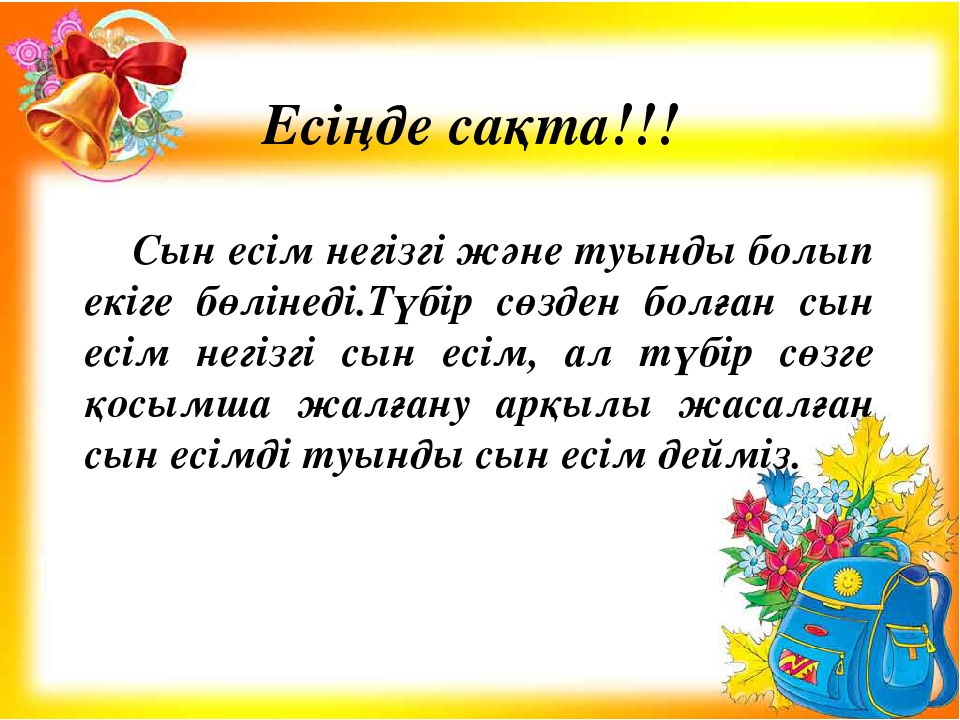 Есіңде сақта!!!
Сын есім негізгі және туынды болып
екіге бөлінеді.Түбір сөзден болған сын
есім негізгі сын есім, ал түбір сөзге
қосымша жалғану арқылы жасалған
сын есімді туынды сын есім дейміз.